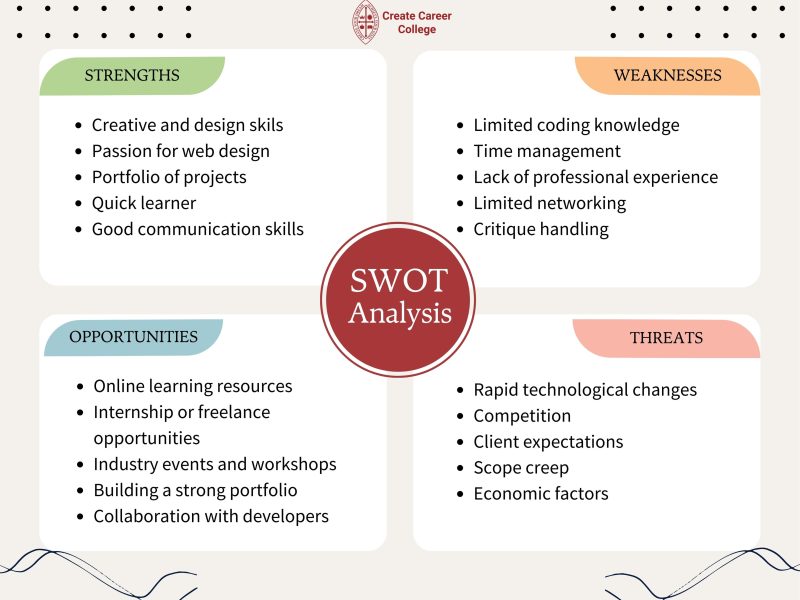 Create Career
College
STRENGTHS
Creative and design skils
Passion for web design
Portfolio of projects
Quick learner
Good communication skills
WEAKNESSES
Limited coding knowledge
Time management
Lack of professional experience
Limited networking
Critique handling
SWOT
Analysis
OPPORTUNITIES
Online learning resources
Internship or freelance
opportunities
Industry events and workshops
Building a strong portfolio
Collaboration with developers
THREATS
Rapid technological changes
Competition
Client expectations
Scope creep
Economic factors